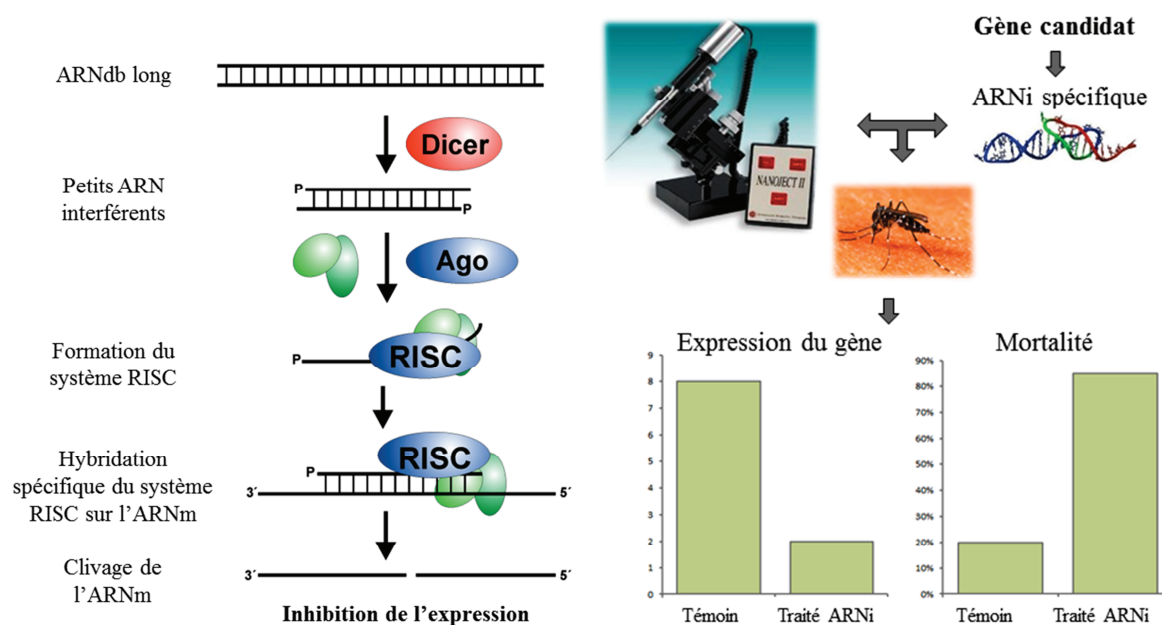 ARNdb long
Dicer
Petits ARN
interférents
P
P
Ago
Formation du
système RISC
P
RISC
Hybridation
spécifique du système
RISC sur l'ARNm
P
RISC
3´
5´
Clivage de
l'ARNm
3´
5´
Inhibition de l'expression
NANOJECT II
Gène candidat
ARNi spécifique
Expression du gène
9
8
7
6
5
4
3
2
1
0
Témoin
Traité ARNi
Mortalité
90%
80%
70%
60%
50%
40%
30%
20%
10%
0%
Témoin
Traité ARNi